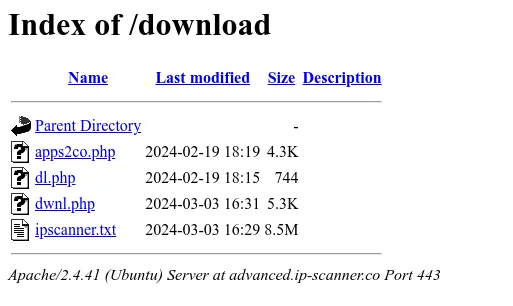 Index of /download
Name Last modified Size Description
Parent Directory -
apps2co.php 2024-02-19 18:19 4.3K
dl.php 2024-02-19 18:15 744
dwnl.php 2024-03-03 16:31 5.3K
ipscanner.txt 2024-03-03 16:29 8.5M
Apache/2.4.41 (Ubuntu) Server at advanced.ip-scanner.co Port 443